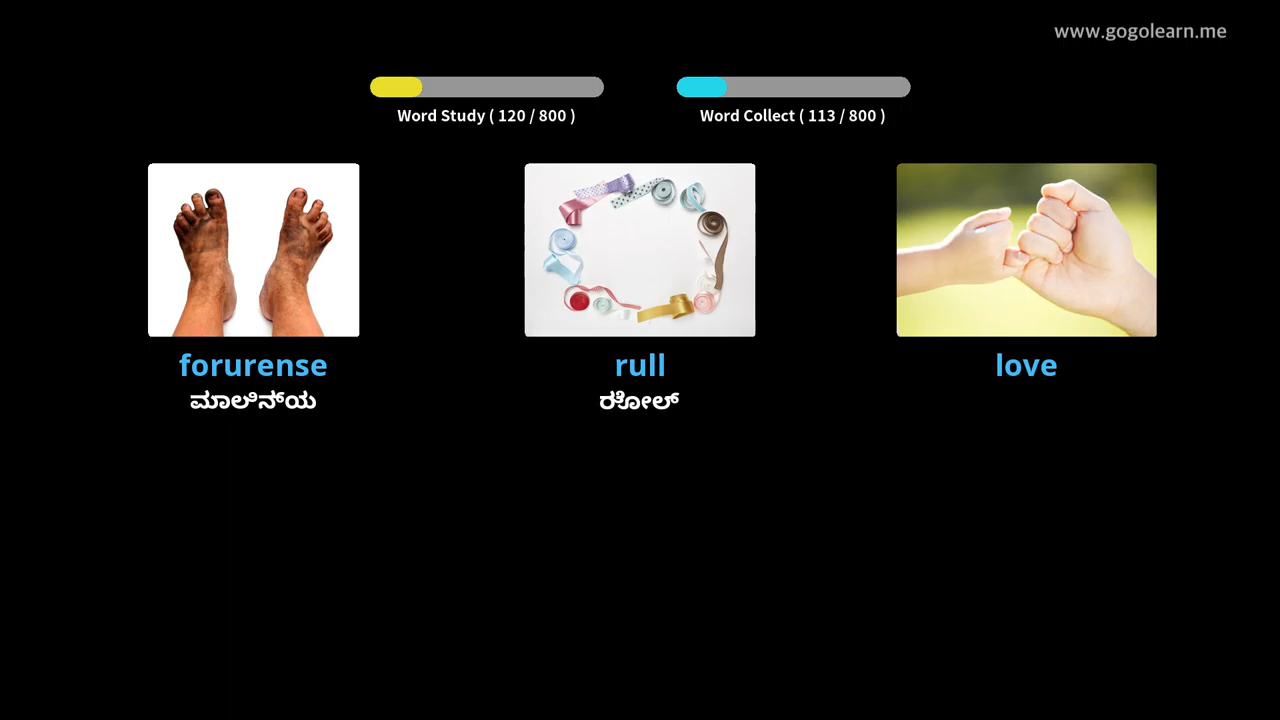 www.gogolearn.me
Word Study ( 120 / 800 )
Word Collect ( 113 / 800 )
forurense
ಮಾಲಿನ್ಯ
rull
ರೋಲ್
love